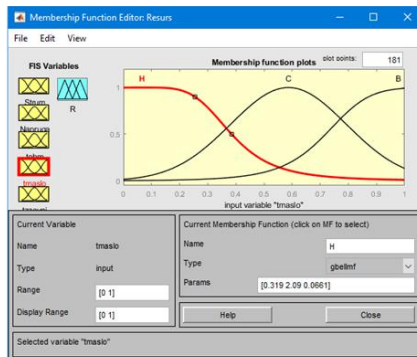 Membership Function Editor: Resurs
File Edit View
FIS Variables
Membership function plots
plot points:
181
Strum
R
tmaslo
H
C
B
1
0.5
0
0 0.1 0.2 0.3 0.4 0.5 0.6 0.7 0.8 0.9 1
input variable "tmaslo"
Current Variable
Name tmaslo
Type input
Range [0 1]
Display Range [0 1]
Current Membership Function (click on MF to select)
Name H
Type gbellmf
Params [0.319 2.09 0.0661]
Help Close
Selected variable "tmaslo"